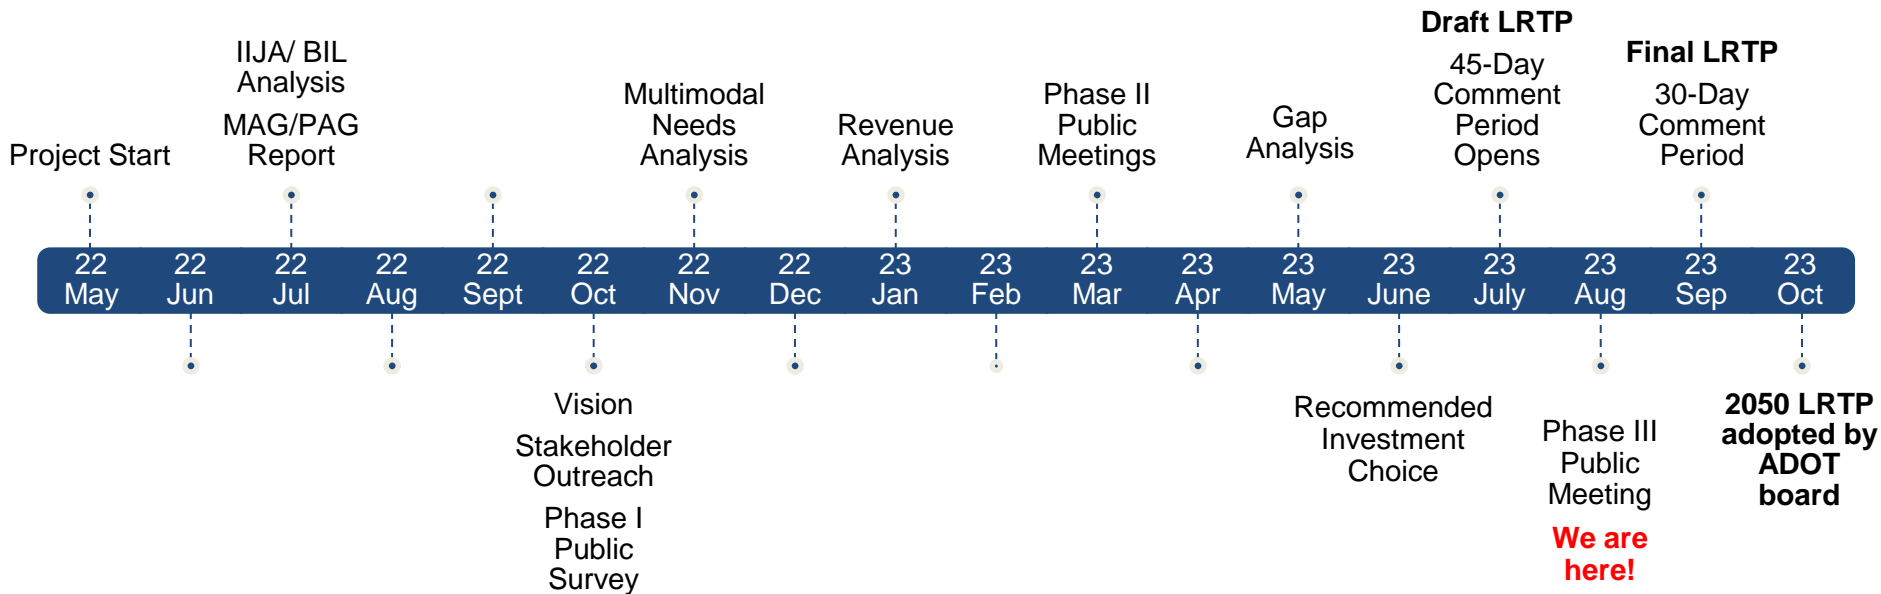 Project Start
IIJA/ BIL
Analysis
MAG/PAG
Report
Multimodal
Needs
Analysis
Revenue
Analysis
Phase II
Public
Meetings
Gap
Analysis
Draft LRTP
45-Day
Comment
Period
Opens
Final LRTP
30-Day
Comment
Period
22
May
22
Jun
22
Jul
22
Aug
22
Sept
22
Oct
22
Nov
22
Dec
23
Jan
23
Feb
23
Mar
23
Apr
23
May
23
June
23
July
23
Aug
23
Sep
23
Oct
Vision
Stakeholder
Outreach
Phase I
Public
Survey
Recommended
Investment
Choice
Phase III
Public
Meeting
We are
here!
2050 LRTP
adopted by
ADOT
board